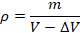 ρ = m / (V − ΔV)